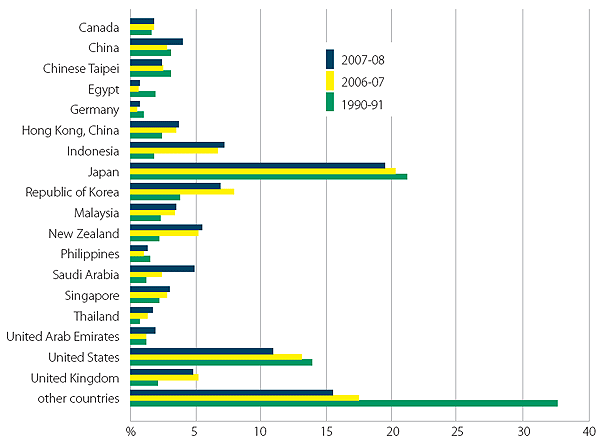 Canada
China
Chinese Taipei
Egypt
Germany
Hong Kong, China
Indonesia
Japan
Republic of Korea
Malaysia
New Zealand
Philippines
Saudi Arabia
Singapore
Thailand
United Arab Emirates
United States
United Kingdom
other countries
2007-08
2006-07
1990-91
% 5 10 15 20 25 30 35 40